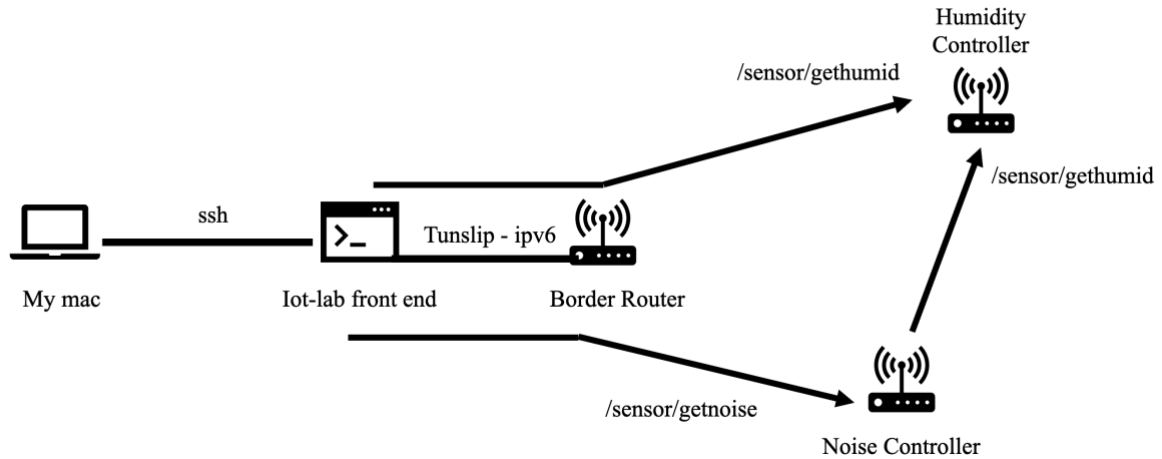 Humidity
Controller
/sensor/gethumid
/sensor/gethumid
ssh
Tunslip - ipv6
>_
My mac
Iot-lab front end
Border Router
/sensor/getnoise
Noise Controller